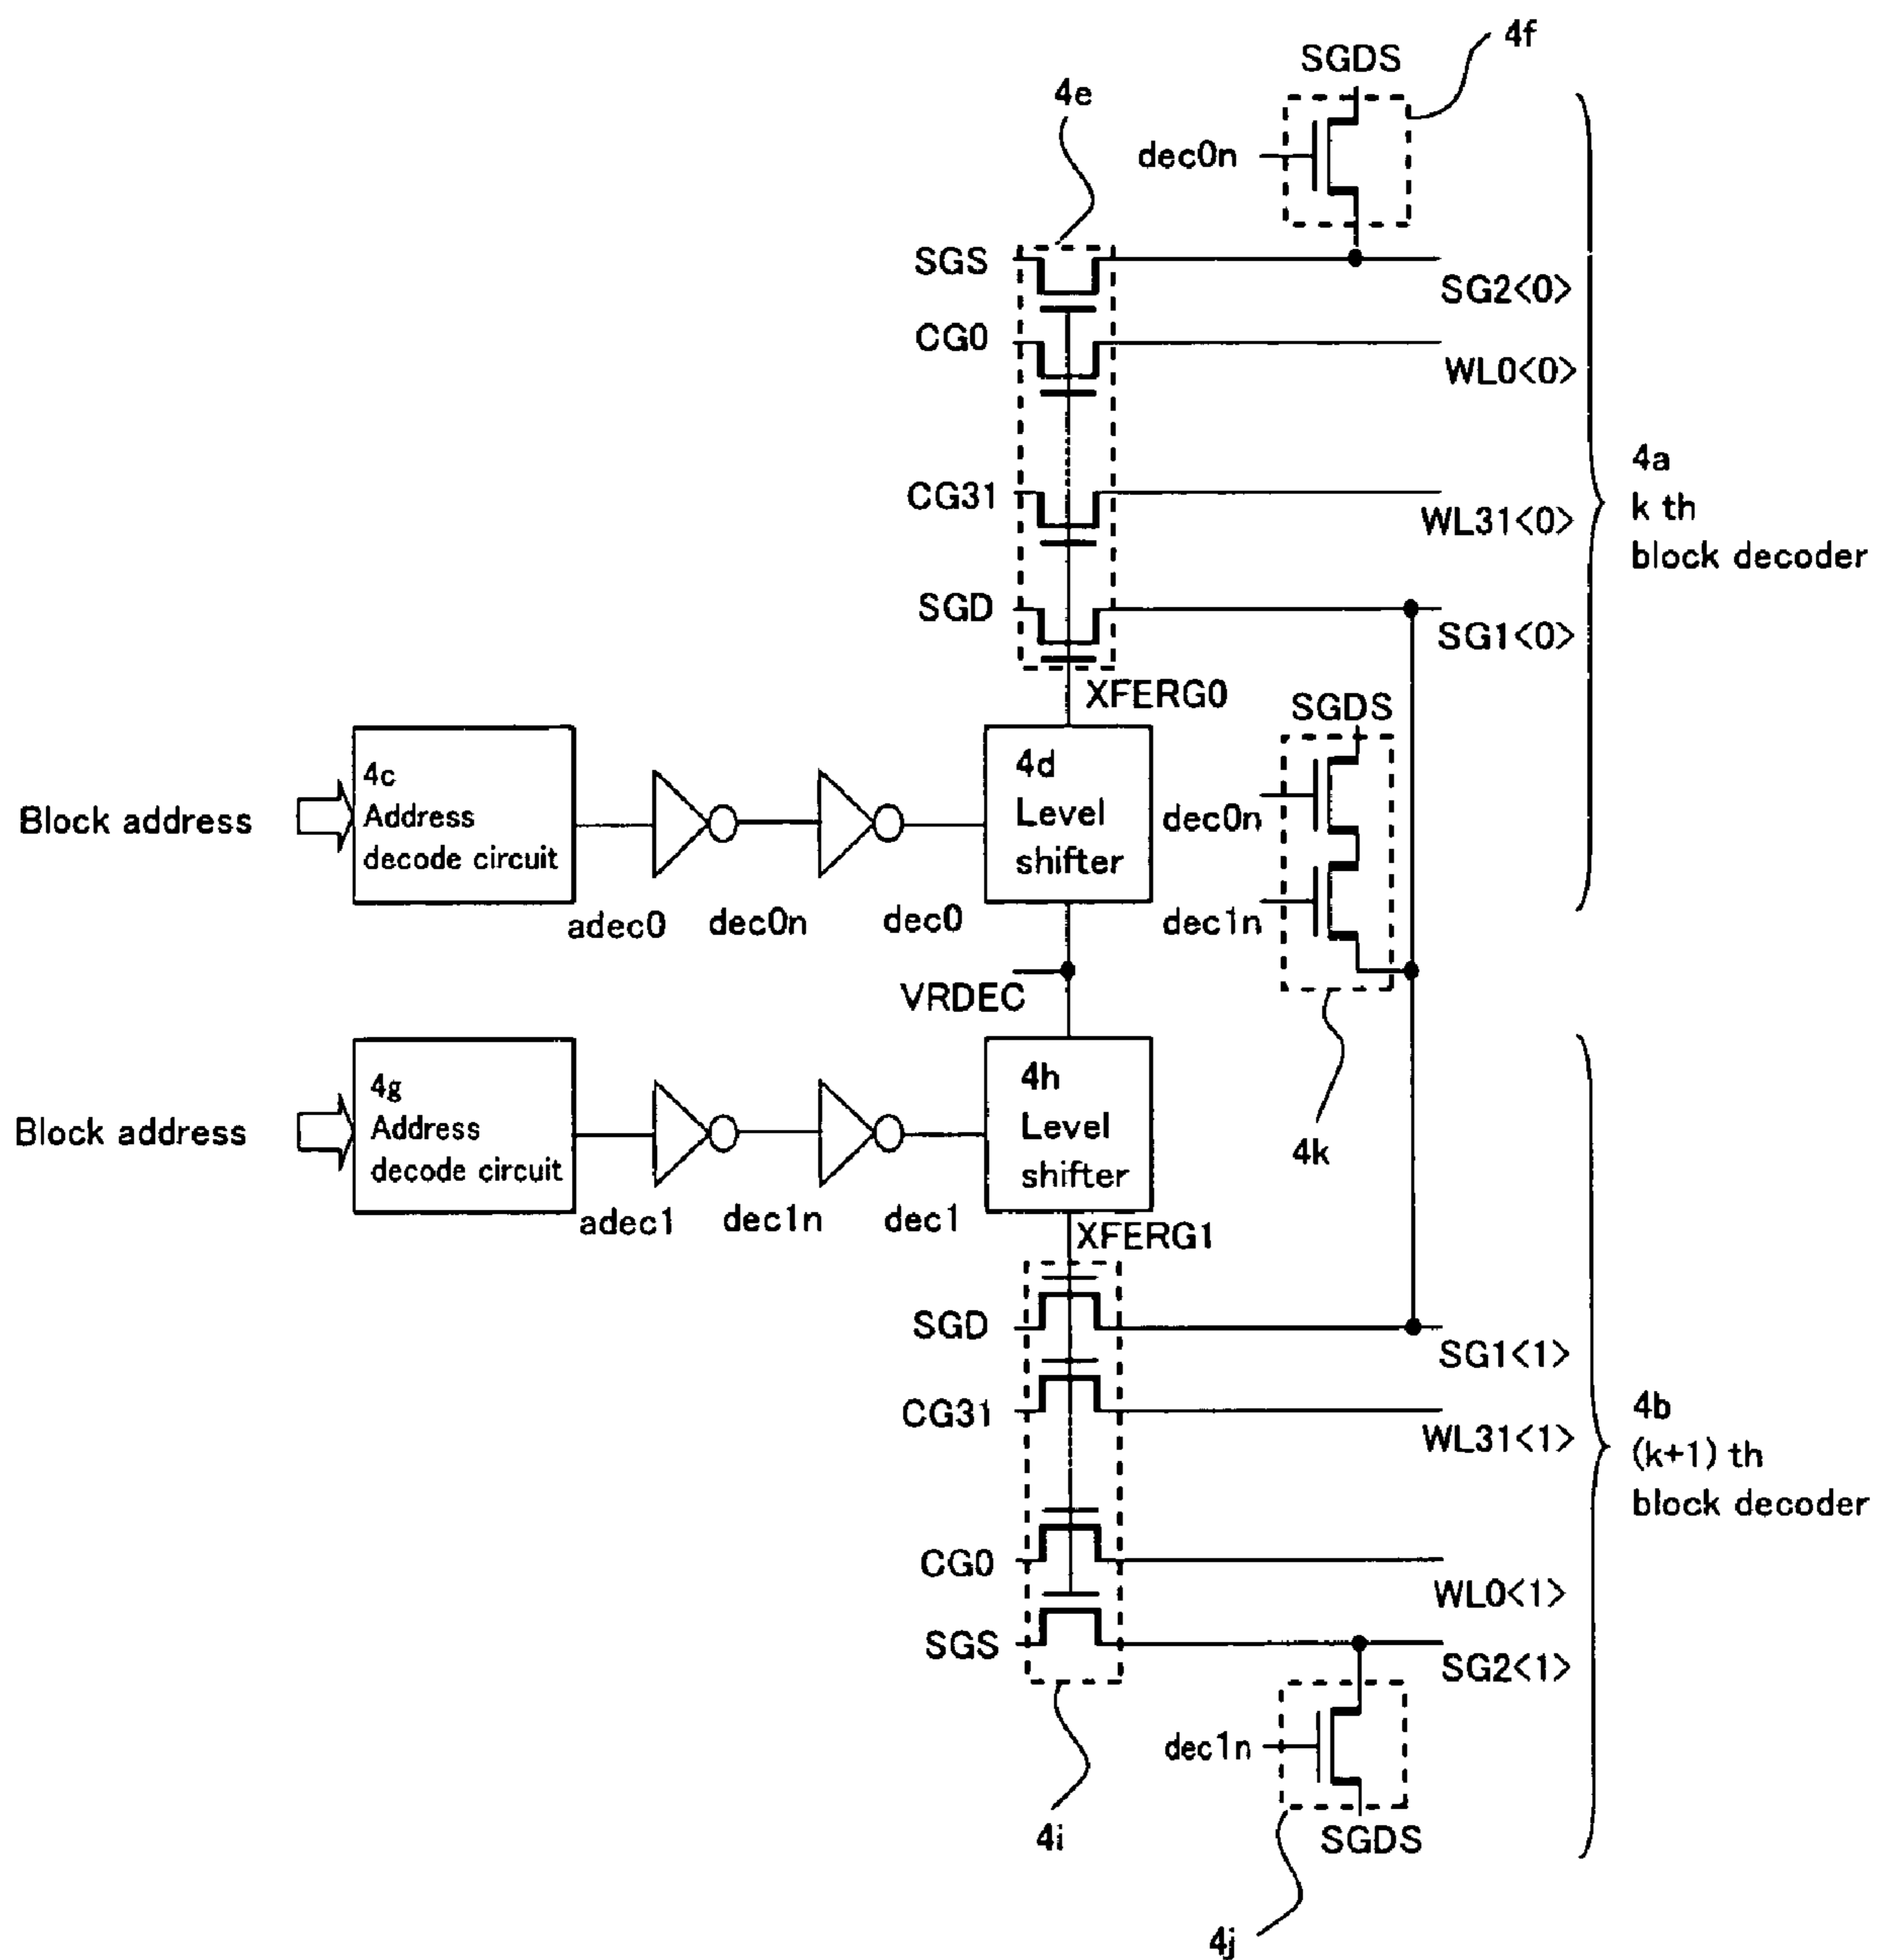 4f
SGDS
4e
dec0n
SGS
SG2<0>
CG0
WL0<0>
CG31
WL31<0>
4a
k th
block decoder
SGD
SG1<0>
XFERG0
SGDS
Block address
4c
Address
decode circuit
4d
Level
shifter
dec0n
adec0
dec0n
dec0
dec1n
VRDEC
Block address
4g
Address
decode circuit
4h
Level
shifter
4k
adec1
dec1n
dec1
XFERG1
SGD
SG1<1>
CG31
WL31<1>
4b
(k+1) th
block decoder
CG0
WL0<1>
SGS
SG2<1>
dec1n
4i
SGDS
4j